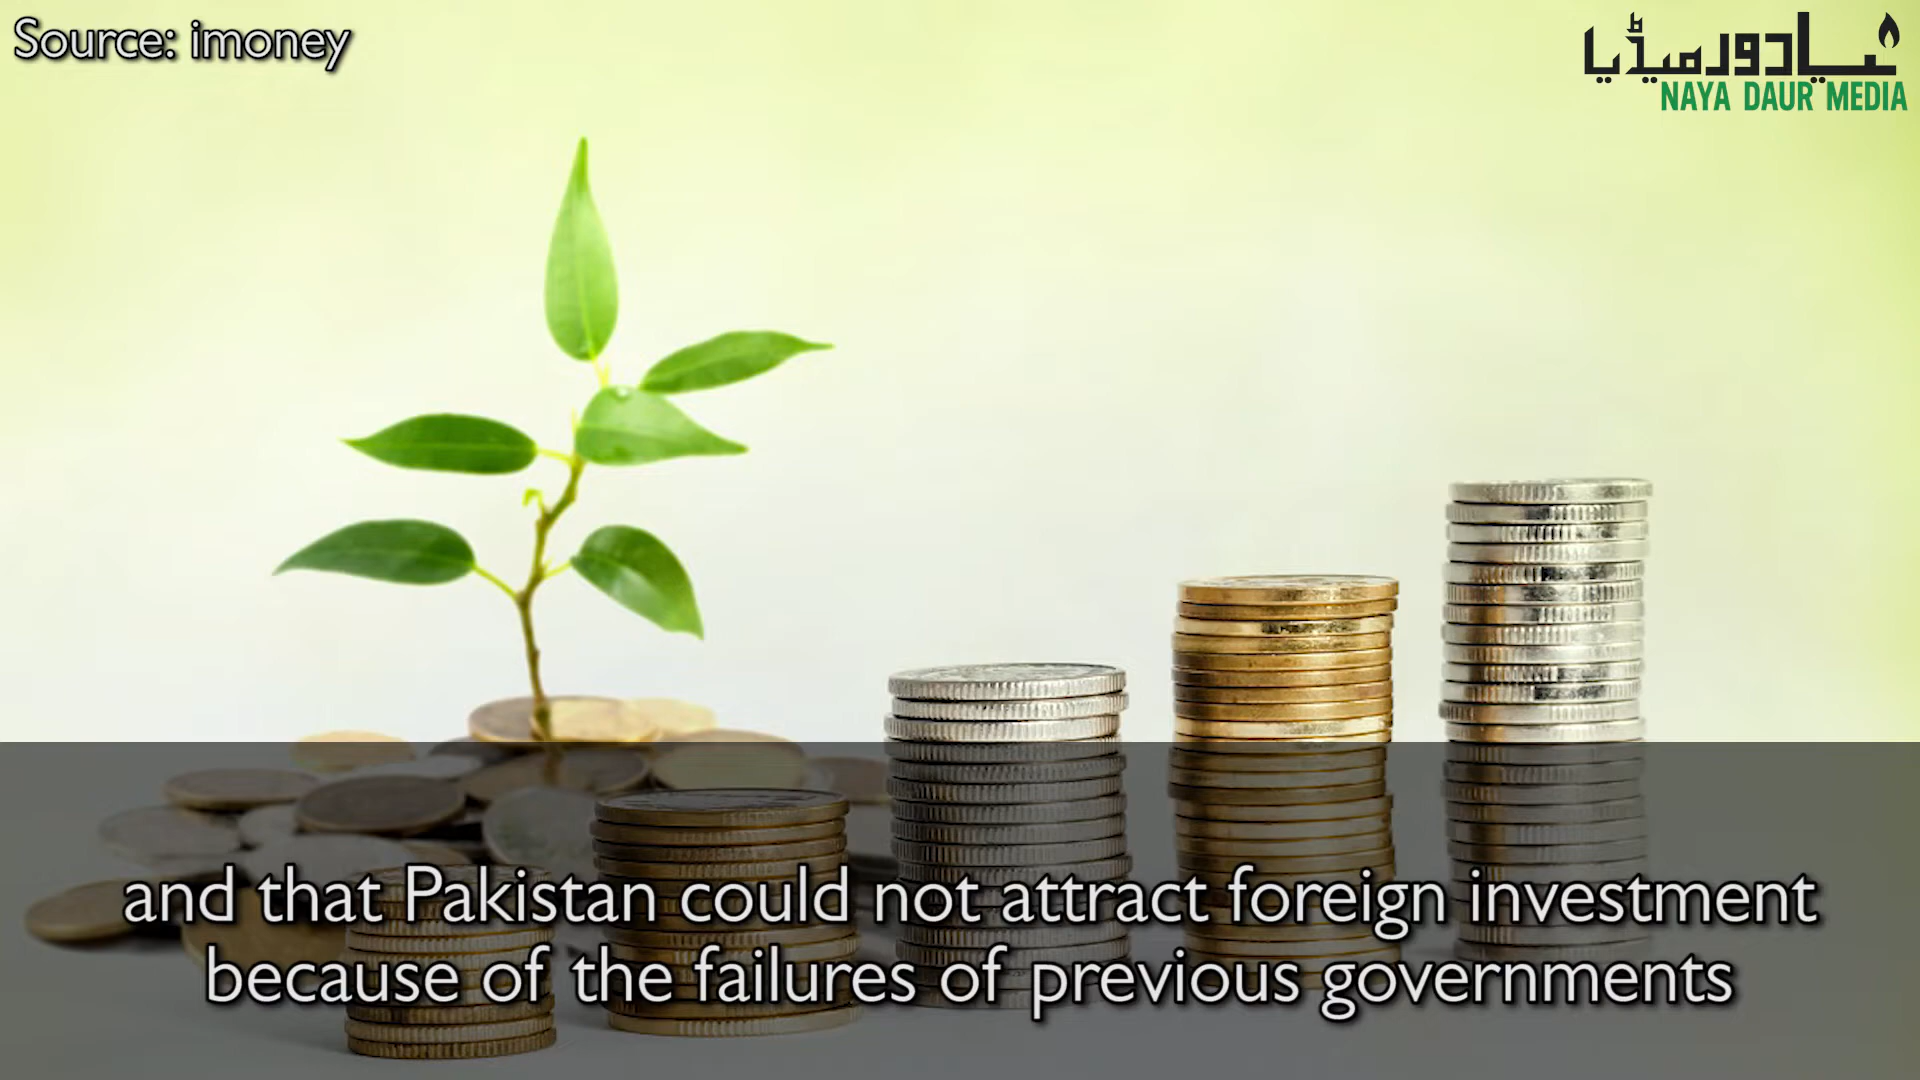 Source: imoney
نیا دور میڈیا
NAYA DAUR MEDIA
and that Pakistan could not attract foreign investment
because of the failures of previous governments